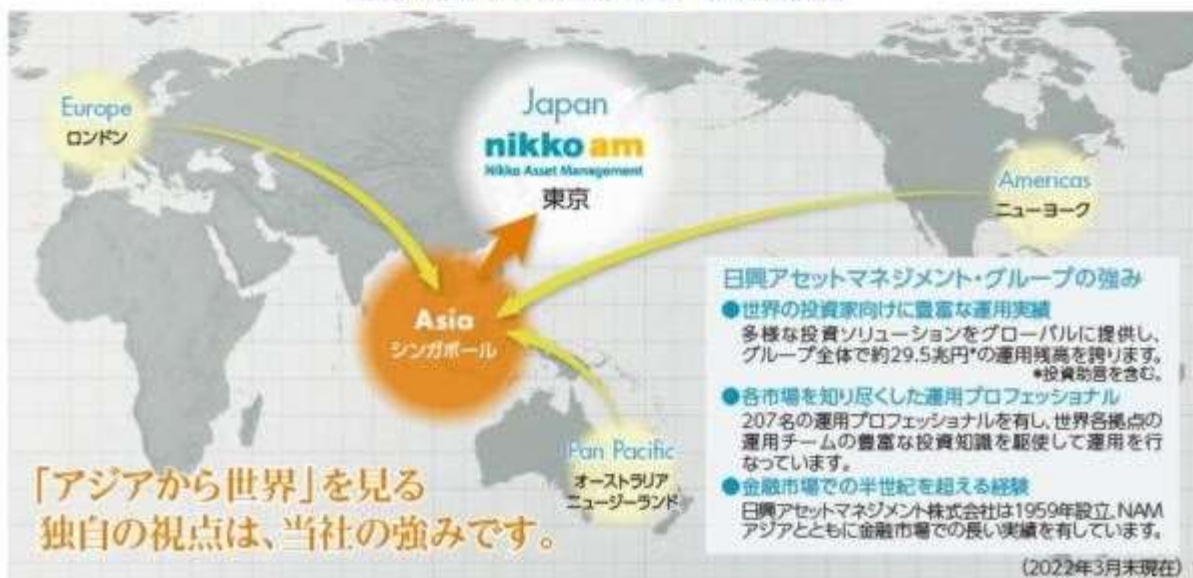 Europe
ロンドン
Japan
nikko am
Nikko Asset Management
東京
Americas
ニューヨーク
Asia
シンガポール
Pan Pacific
オーストラリア
ニュージーランド
「アジアから世界」を見る
独自の視点は、当社の強みです。
日興アセットマネジメント・グループの強み
●世界の投資家向けに豊富な運用実績
多様な投資ソリューションをグローバルに提供し、
グループ全体で約29.5兆円*の運用残高を誇ります。
*投資助言を含む。
●各市場を知り尽くした運用プロフェッショナル
207名の運用プロフェッショナルを有し、世界各拠点の
運用チームの豊富な投資知識を駆使して運用を行
なっています。
●金融市場での半世紀を超える経験
日興アセットマネジメント株式会社は1959年設立、NAM
アジアとともに金融市場での長い実績を有しています。
(2022年3月末現在)